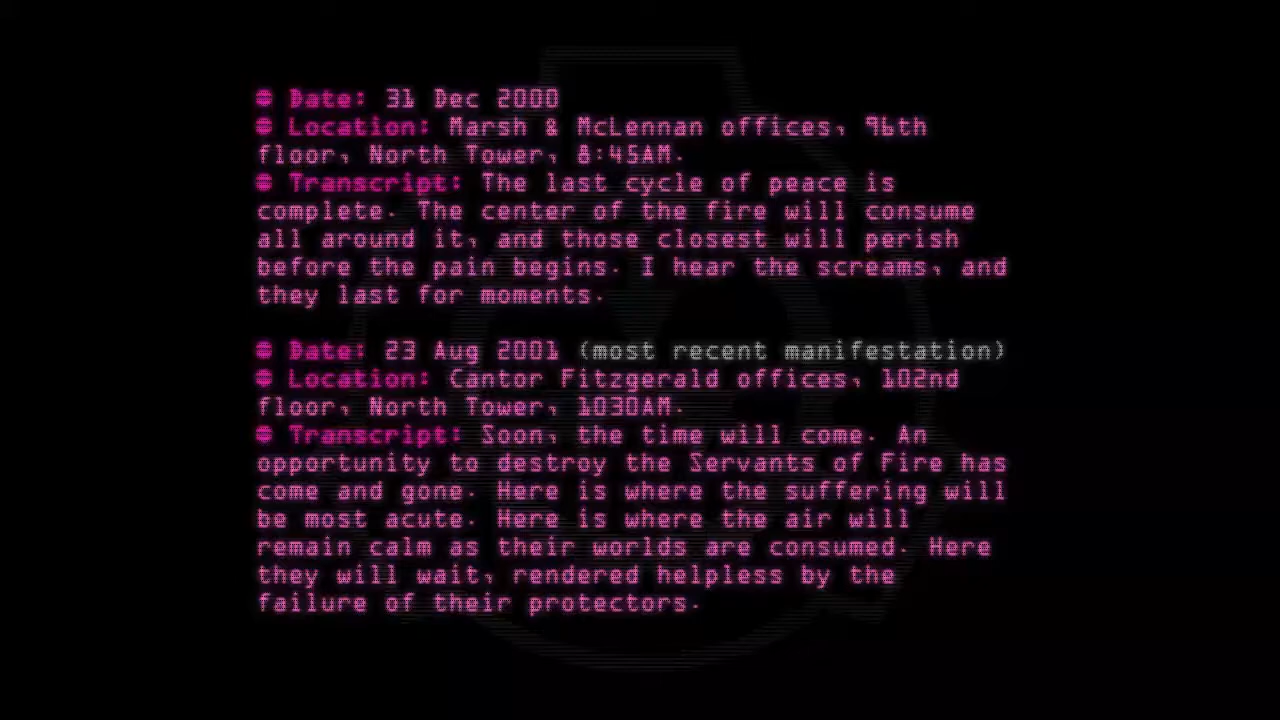 ● Date: 31 Dec 2000
● Location: Marsh & McLennan offices, 96th
floor, North Tower, 8:45AM.
● Transcript: The last cycle of peace is
complete. The center of the fire will consume
all around it, and those closest will perish
before the pain begins. I hear the screams, and
they last for moments.
● Date: 23 Aug 2001 (most recent manifestation)
● Location: Cantor Fitzgerald offices, 102nd
floor, North Tower, 1030AM.
● Transcript: Soon, the time will come. An
opportunity to destroy the Servants of Fire has
come and gone. Here is where the suffering will
be most acute. Here is where the air will
remain calm as their worlds are consumed. Here
they will wait, rendered helpless by the
failure of their protectors.